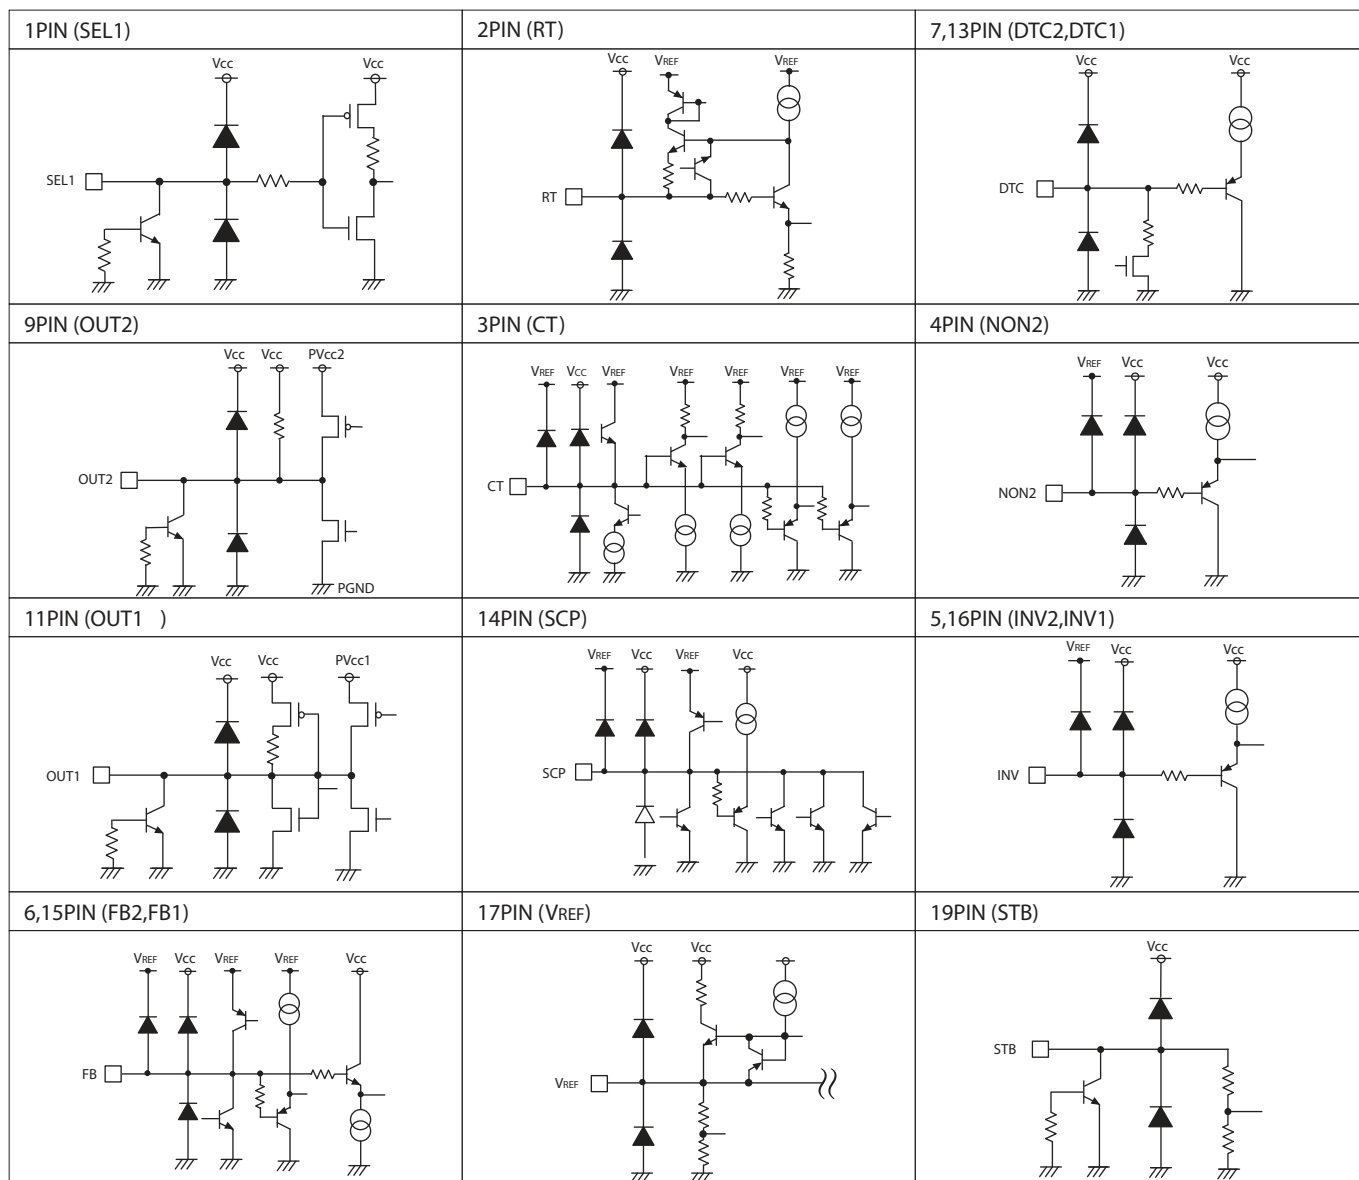 1PIN (SEL1)
2PIN (RT)
7,13PIN (DTC2,DTC1)
Vcc
Vcc
SEL1
Vcc
VREF
VREF
RT
Vcc
Vcc
DTC
9PIN (OUT2)
3PIN (CT)
4PIN (NON2)
Vcc
Vcc
PVcc2
OUT2
PGND
VREF
VCC
VREF
VREF
VREF
VREF
VREF
CT
VREF
Vcc
Vcc
NON2
11PIN (OUT1 )
14PIN (SCP)
5,16PIN (INV2,INV1)
Vcc
Vcc
PVcc1
OUT1
VREF
Vcc
VREF
Vcc
SCP
VREF
Vcc
Vcc
INV
6,15PIN (FB2,FB1)
17PIN (VREF)
19PIN (STB)
VREF
Vcc
VREF
VREF
Vcc
FB
Vcc
Vcc
VREF
Vcc
STB